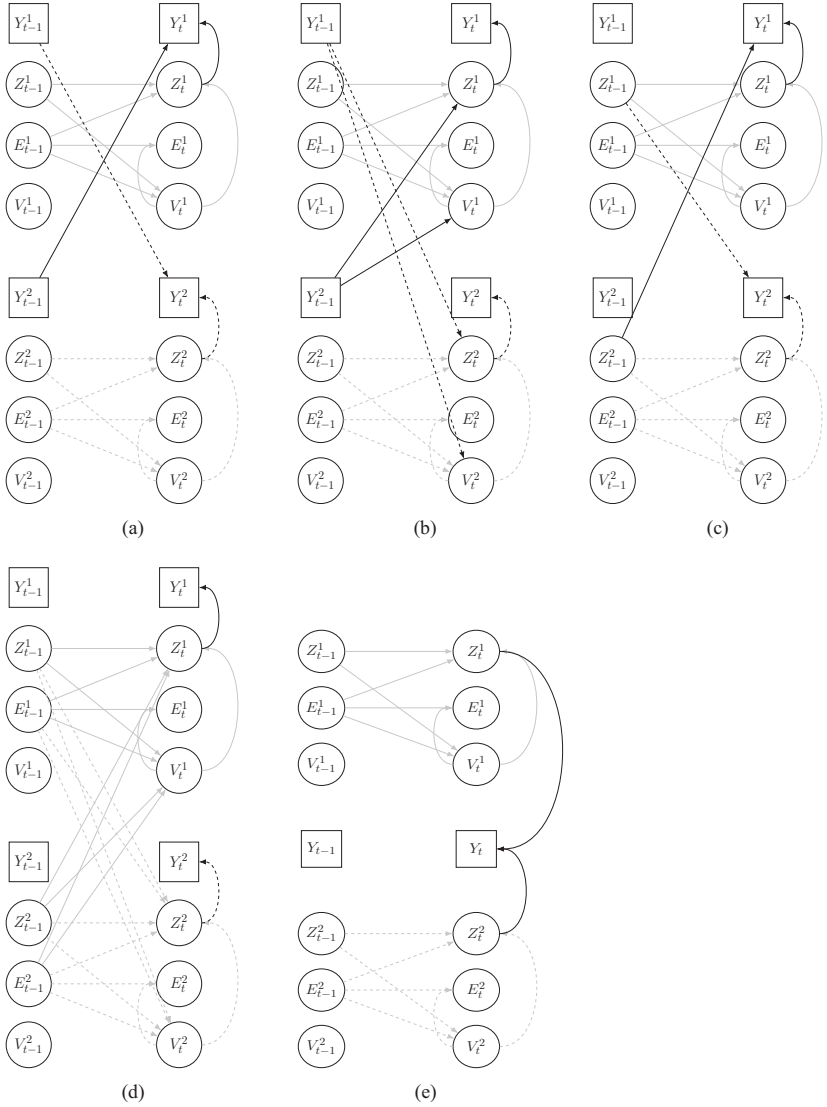 Y^1_{t−1} Y^1_t Y^1_{t−1} Y^1_t Y^1_{t−1} Y^1_t
Z^1_{t−1} Z^1_t Z^1_{t−1} Z^1_t Z^1_{t−1} Z^1_t
E^1_{t−1} E^1_t E^1_{t−1} E^1_t E^1_{t−1} E^1_t
V^1_{t−1} V^1_t V^1_{t−1} V^1_t V^1_{t−1} V^1_t
Y^2_{t−1} Y^2_t Y^2_{t−1} Y^2_t Y^2_{t−1} Y^2_t
Z^2_{t−1} Z^2_t Z^2_{t−1} Z^2_t Z^2_{t−1} Z^2_t
E^2_{t−1} E^2_t E^2_{t−1} E^2_t E^2_{t−1} E^2_t
V^2_{t−1} V^2_t V^2_{t−1} V^2_t V^2_{t−1} V^2_t
(a) (b) (c)
Y^1_{t−1} Y^1_t
Z^1_{t−1} Z^1_t Z^1_{t−1} Z^1_t
E^1_{t−1} E^1_t E^1_{t−1} E^1_t
V^1_{t−1} V^1_t V^1_{t−1} V^1_t
Y^2_{t−1} Y^2_t Y_{t−1} Y_t
Z^2_{t−1} Z^2_t Z^2_{t−1} Z^2_t
E^2_{t−1} E^2_t E^2_{t−1} E^2_t
V^2_{t−1} V^2_t V^2_{t−1} V^2_t
(d) (e)